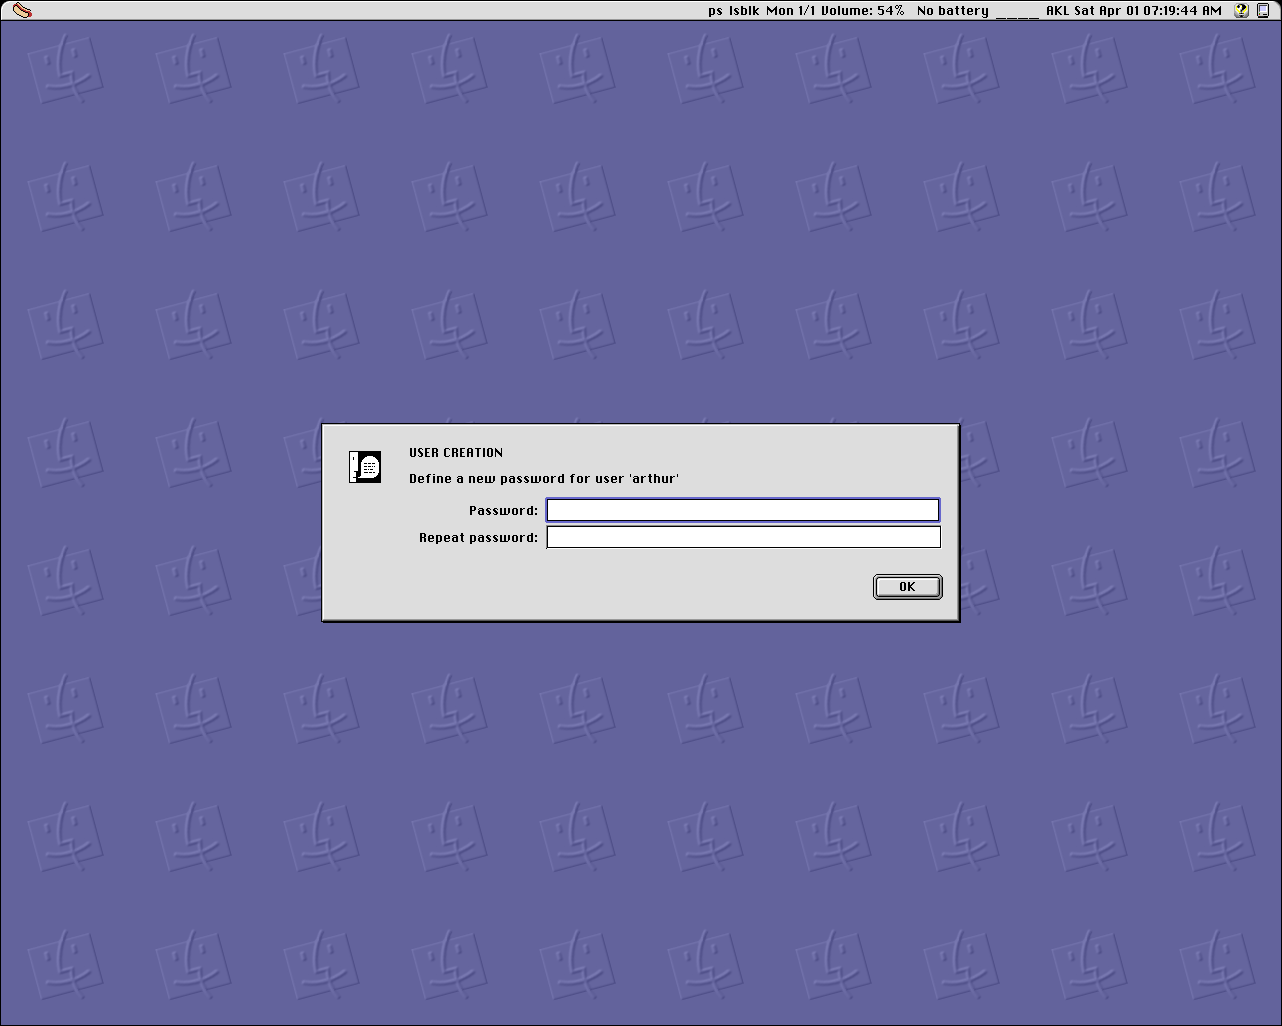 ps lsblk Mon 1/1 Volume: 54% No battery ____ AKL Sat Apr 01 07:19:44 AM
USER CREATION
Define a new password for user 'arthur'
Password:
Repeat password:
OK